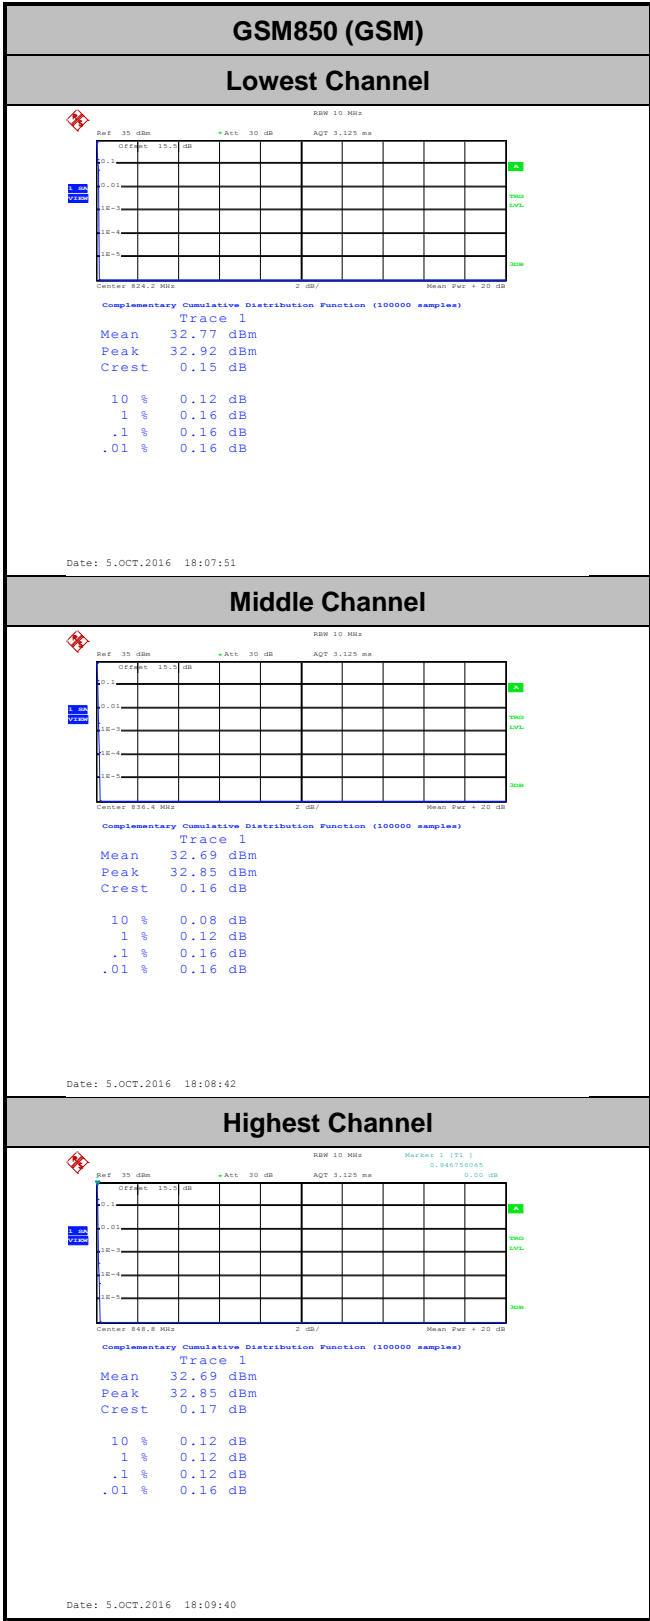 GSM850 (GSM)
Lowest Channel
RBW 10 MHz
Ref 35 dBm *Att 30 dB AQT 3.125 ms
Offset 15.5 dB
0.1
A
1 SA
VIEW
0.01
TRG
LVL
1E-3
1E-4
1E-5
3DB
Center 824.2 MHz 2 dB/ Mean Pwr + 20 dB
Complementary Cumulative Distribution Function (100000 samples)
Trace 1
Mean 32.77 dBm
Peak 32.92 dBm
Crest 0.15 dB
10 % 0.12 dB
1 % 0.16 dB
.1 % 0.16 dB
.01 % 0.16 dB
Date: 5.OCT.2016 18:07:51
Middle Channel
RBW 10 MHz
Ref 35 dBm *Att 30 dB AQT 3.125 ms
Offset 15.5 dB
0.1
A
1 SA
VIEW
0.01
TRG
LVL
1E-3
1E-4
1E-5
3DB
Center 836.4 MHz 2 dB/ Mean Pwr + 20 dB
Complementary Cumulative Distribution Function (100000 samples)
Trace 1
Mean 32.69 dBm
Peak 32.85 dBm
Crest 0.16 dB
10 % 0.08 dB
1 % 0.12 dB
.1 % 0.16 dB
.01 % 0.16 dB
Date: 5.OCT.2016 18:08:42
Highest Channel
RBW 10 MHz Marker 1 [T1 ]
0.946756065
Ref 35 dBm *Att 30 dB AQT 3.125 ms 0.00 dB
Offset 15.5 dB
0.1
A
1 SA
VIEW
0.01
TRG
LVL
1E-3
1E-4
1E-5
3DB
Center 848.8 MHz 2 dB/ Mean Pwr + 20 dB
Complementary Cumulative Distribution Function (100000 samples)
Trace 1
Mean 32.69 dBm
Peak 32.85 dBm
Crest 0.17 dB
10 % 0.12 dB
1 % 0.12 dB
.1 % 0.12 dB
.01 % 0.16 dB
Date: 5.OCT.2016 18:09:40